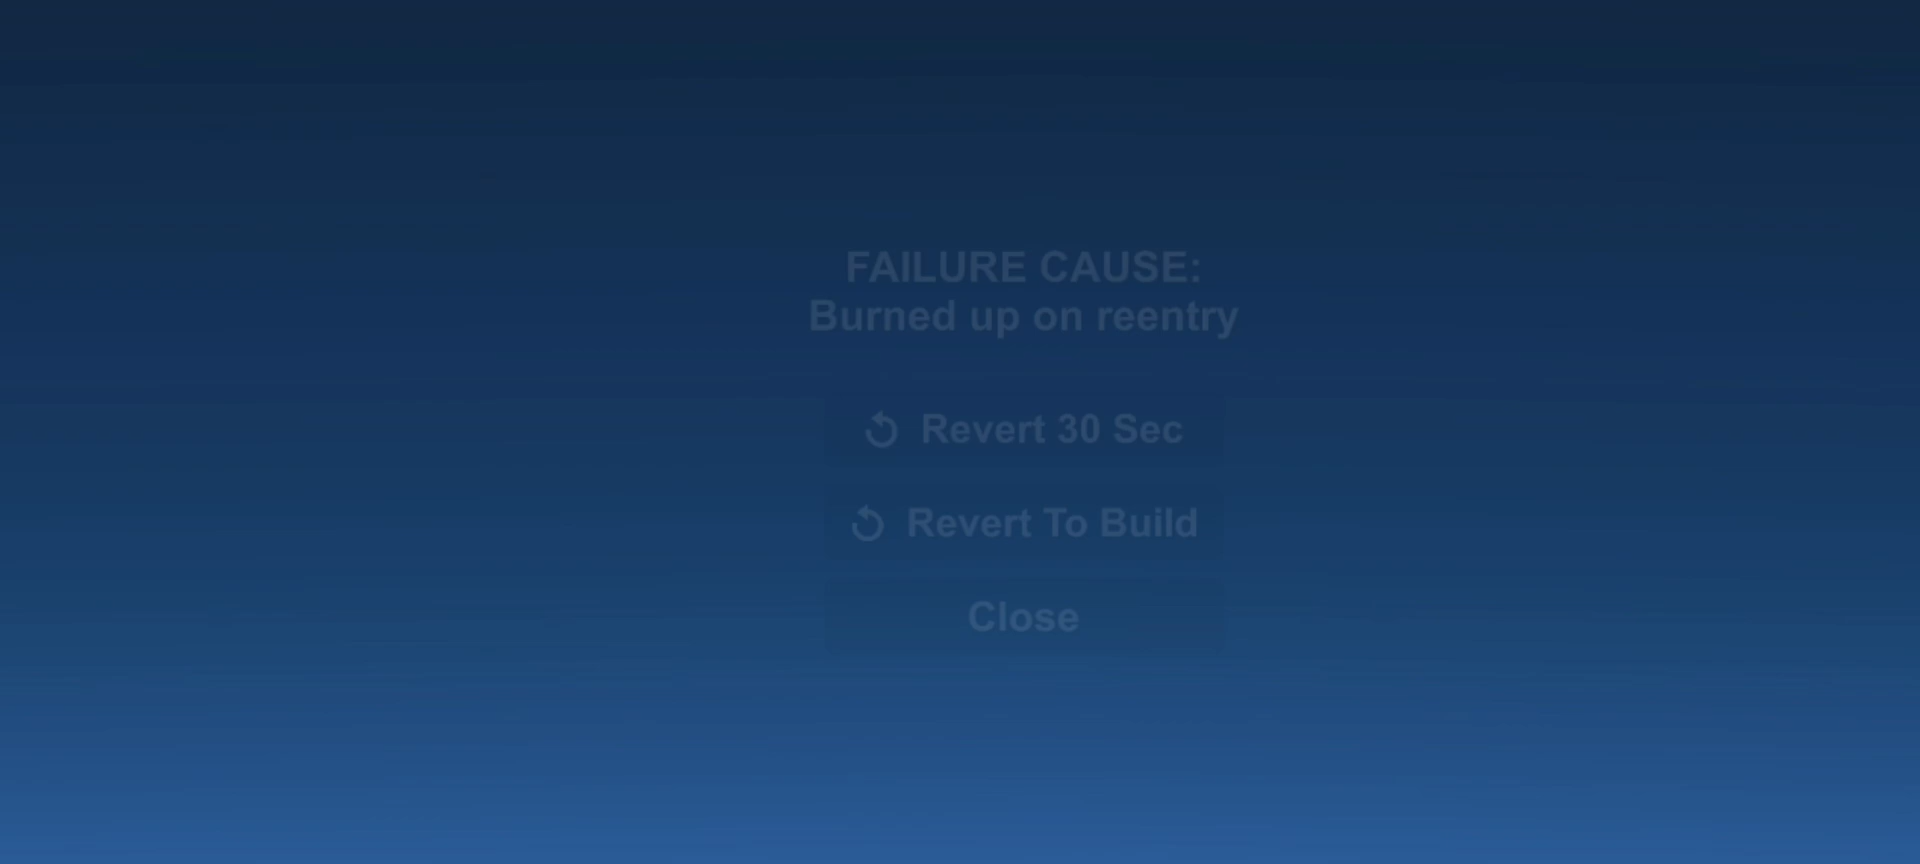 FAILURE CAUSE:
Burned up on reentry
Revert 30 Sec
Revert To Build
Close